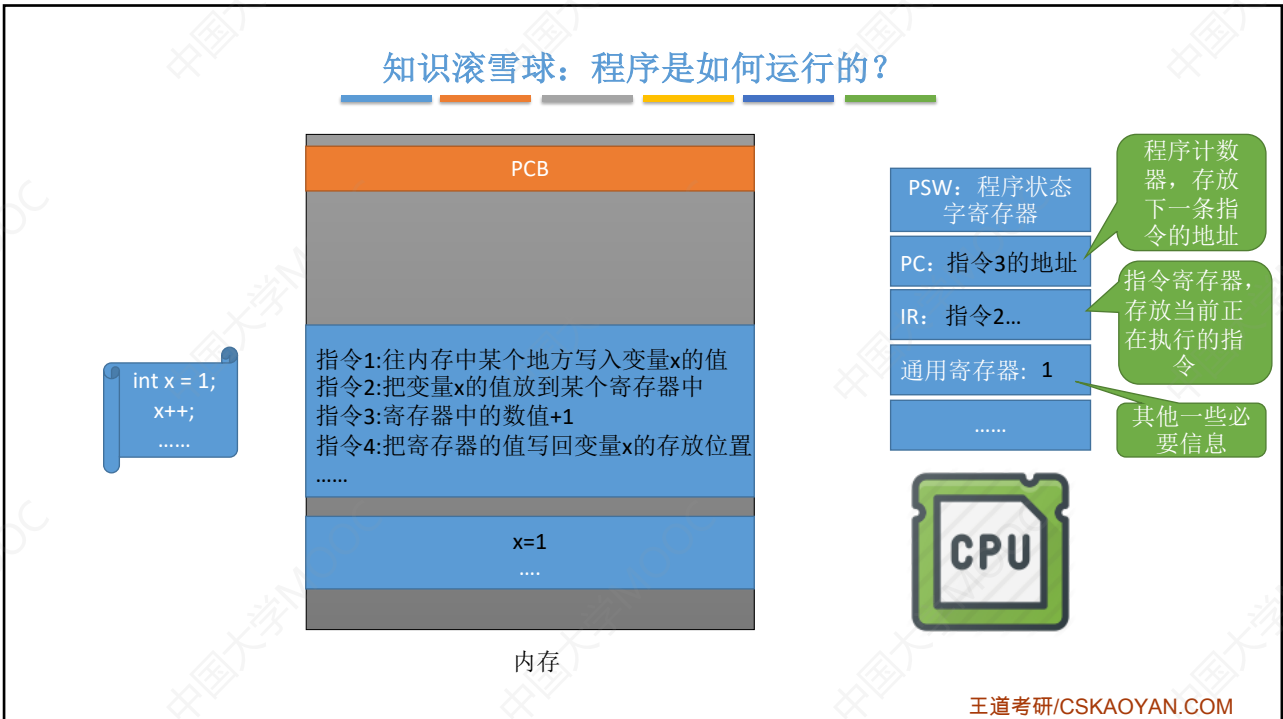 知识滚雪球：程序是如何运行的？
PCB
指令1:往内存中某个地方写入变量x的值
指令2:把变量x的值放到某个寄存器中
指令3:寄存器中的数值+1
指令4:把寄存器的值写回变量x的存放位置
……
x=1
….
内存
int x = 1;
x++;
……
PSW：程序状态
字寄存器
PC：指令3的地址
IR： 指令2…
通用寄存器: 1
……
程序计数
器，存放
下一条指
令的地址
指令寄存器，
存放当前正
在执行的指
令
其他一些必
要信息
CPU
王道考研/CSKAOYAN.COM
中国大学MOOC